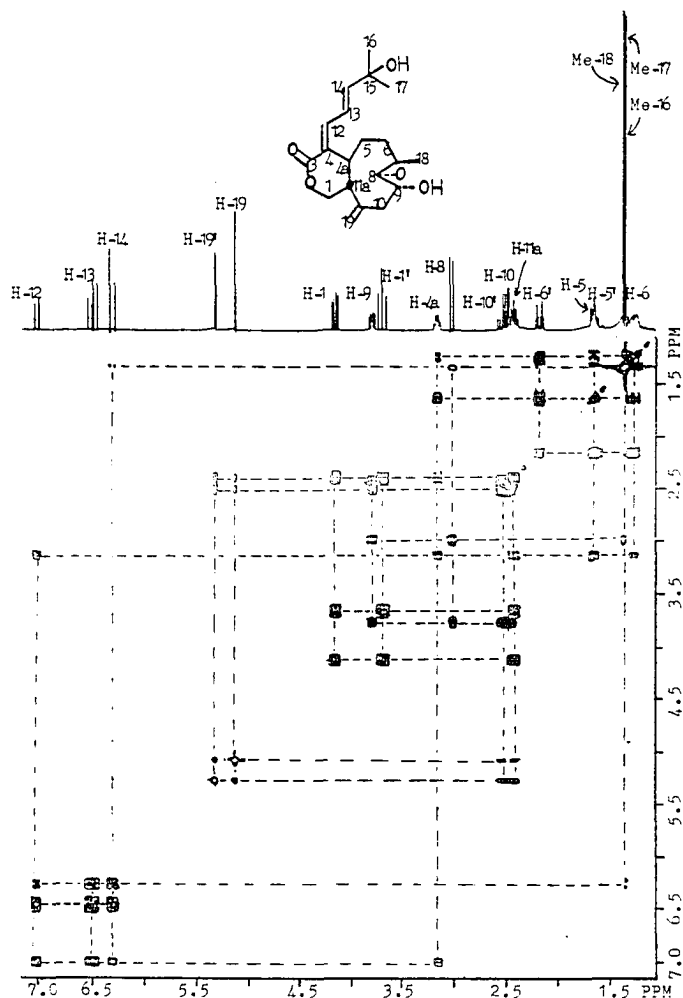 16
OH
14
15
17
13
12
O
3
4
5
6
4a
18
O
1
11a
8
O
9
OH
10
19
Me-18
Me-17
Me-16
H-12
H-13
H-14
H-19'
H-19
H-1
H-9
H-1'
H-4a
H-8
H-10'
H-10
H-11a
H-6'
H-5
H-5'
H-6
1.5 PPM
2.5
3.5
4.5
5.5
6.5
7.0
7.0 6.5 5.5 4.5 3.5 2.5 1.5 PPM